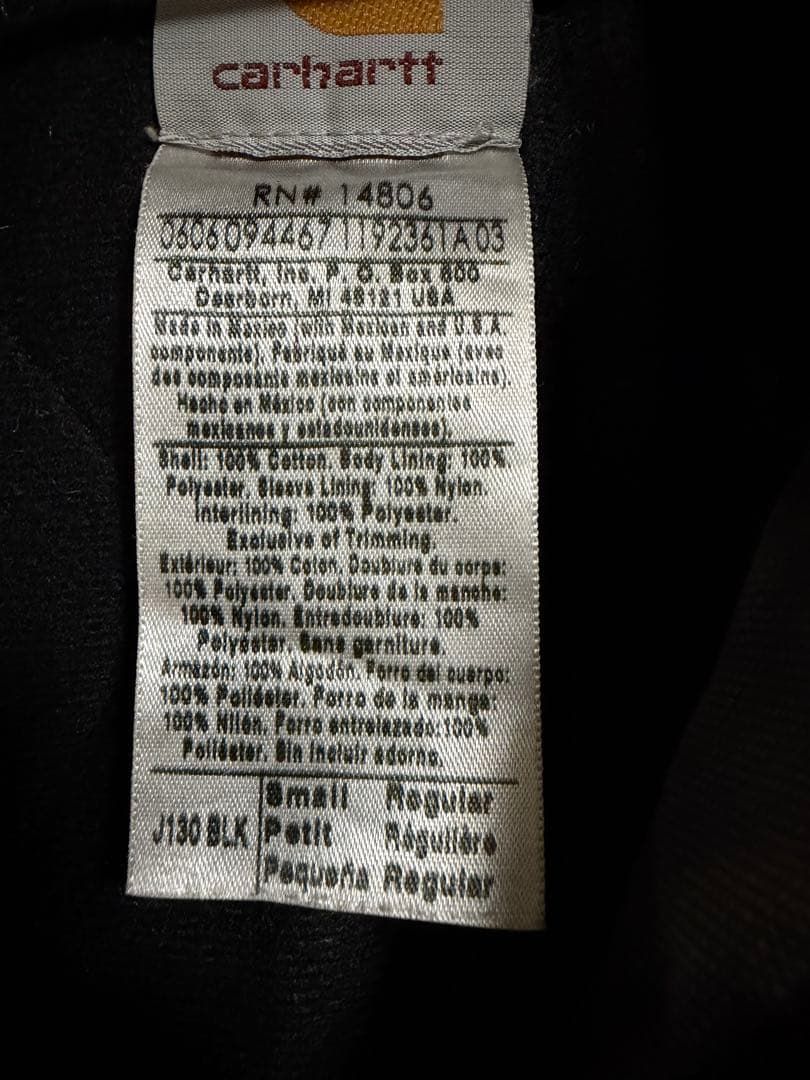 carhartt
RN# 14806
0606094467 1192361A 03
Carhartt, Inc. P. O. Box 600
Dearborn, MI 48121 USA
Made in Mexico (with Mexican and U.S.A.
components). Fabriqué au Mexique (avec
des composants mexicains et américains).
Hecho en México (con componentes
mexicanos y estadounidenses).
Shell: 100% Cotton. Body Lining: 100%
Polyester. Sleeve Lining: 100% Nylon.
Interlining: 100% Polyester.
Exclusive of Trimming.
Extérieur: 100% Coton. Doublure du corps:
100% Polyester. Doublure de la manche:
100% Nylon. Entredoublure: 100%
Polyester. Sans garniture.
Armazón: 100% Algodón. Forro del cuerpo:
100% Poliéster. Forro de la manga:
100% Nilón. Forro entrelazado:100%
Poliéster. Sin incluir adorno.
J130 BLK
Small Regular
Petit Régulière
Pequeña Regular